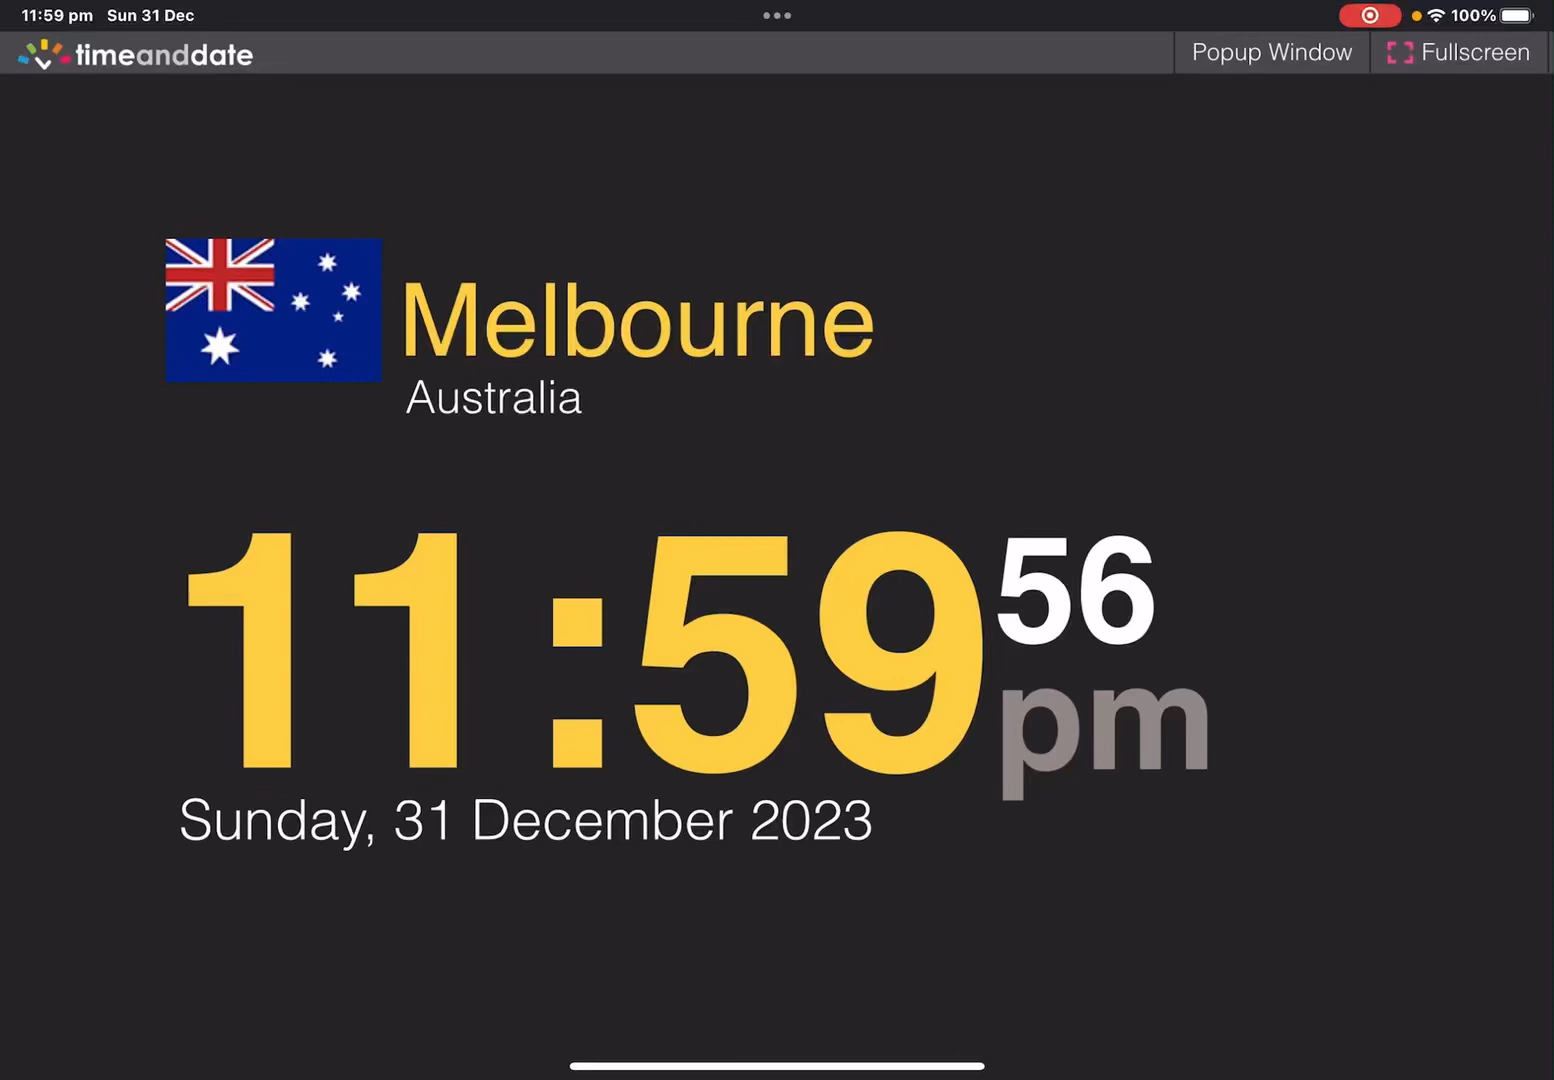 11:59 pm Sun 31 Dec
100%
timeanddate
Popup Window
Fullscreen
Melbourne
Australia
11:59 56 pm
Sunday, 31 December 2023